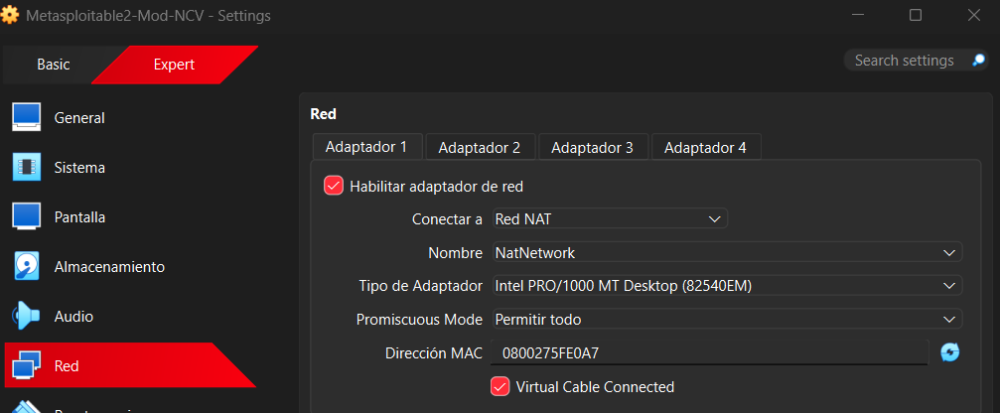 Metasploitable2-Mod-NCV - Settings
Basic
Expert
Search settings
General
Sistema
Pantalla
Almacenamiento
Audio
Red
Red
Adaptador 1
Adaptador 2
Adaptador 3
Adaptador 4
Habilitar adaptador de red
Conectar a Red NAT
Nombre NatNetwork
Tipo de Adaptador Intel PRO/1000 MT Desktop (82540EM)
Promiscuous Mode Permitir todo
Dirección MAC 0800275FE0A7
Virtual Cable Connected